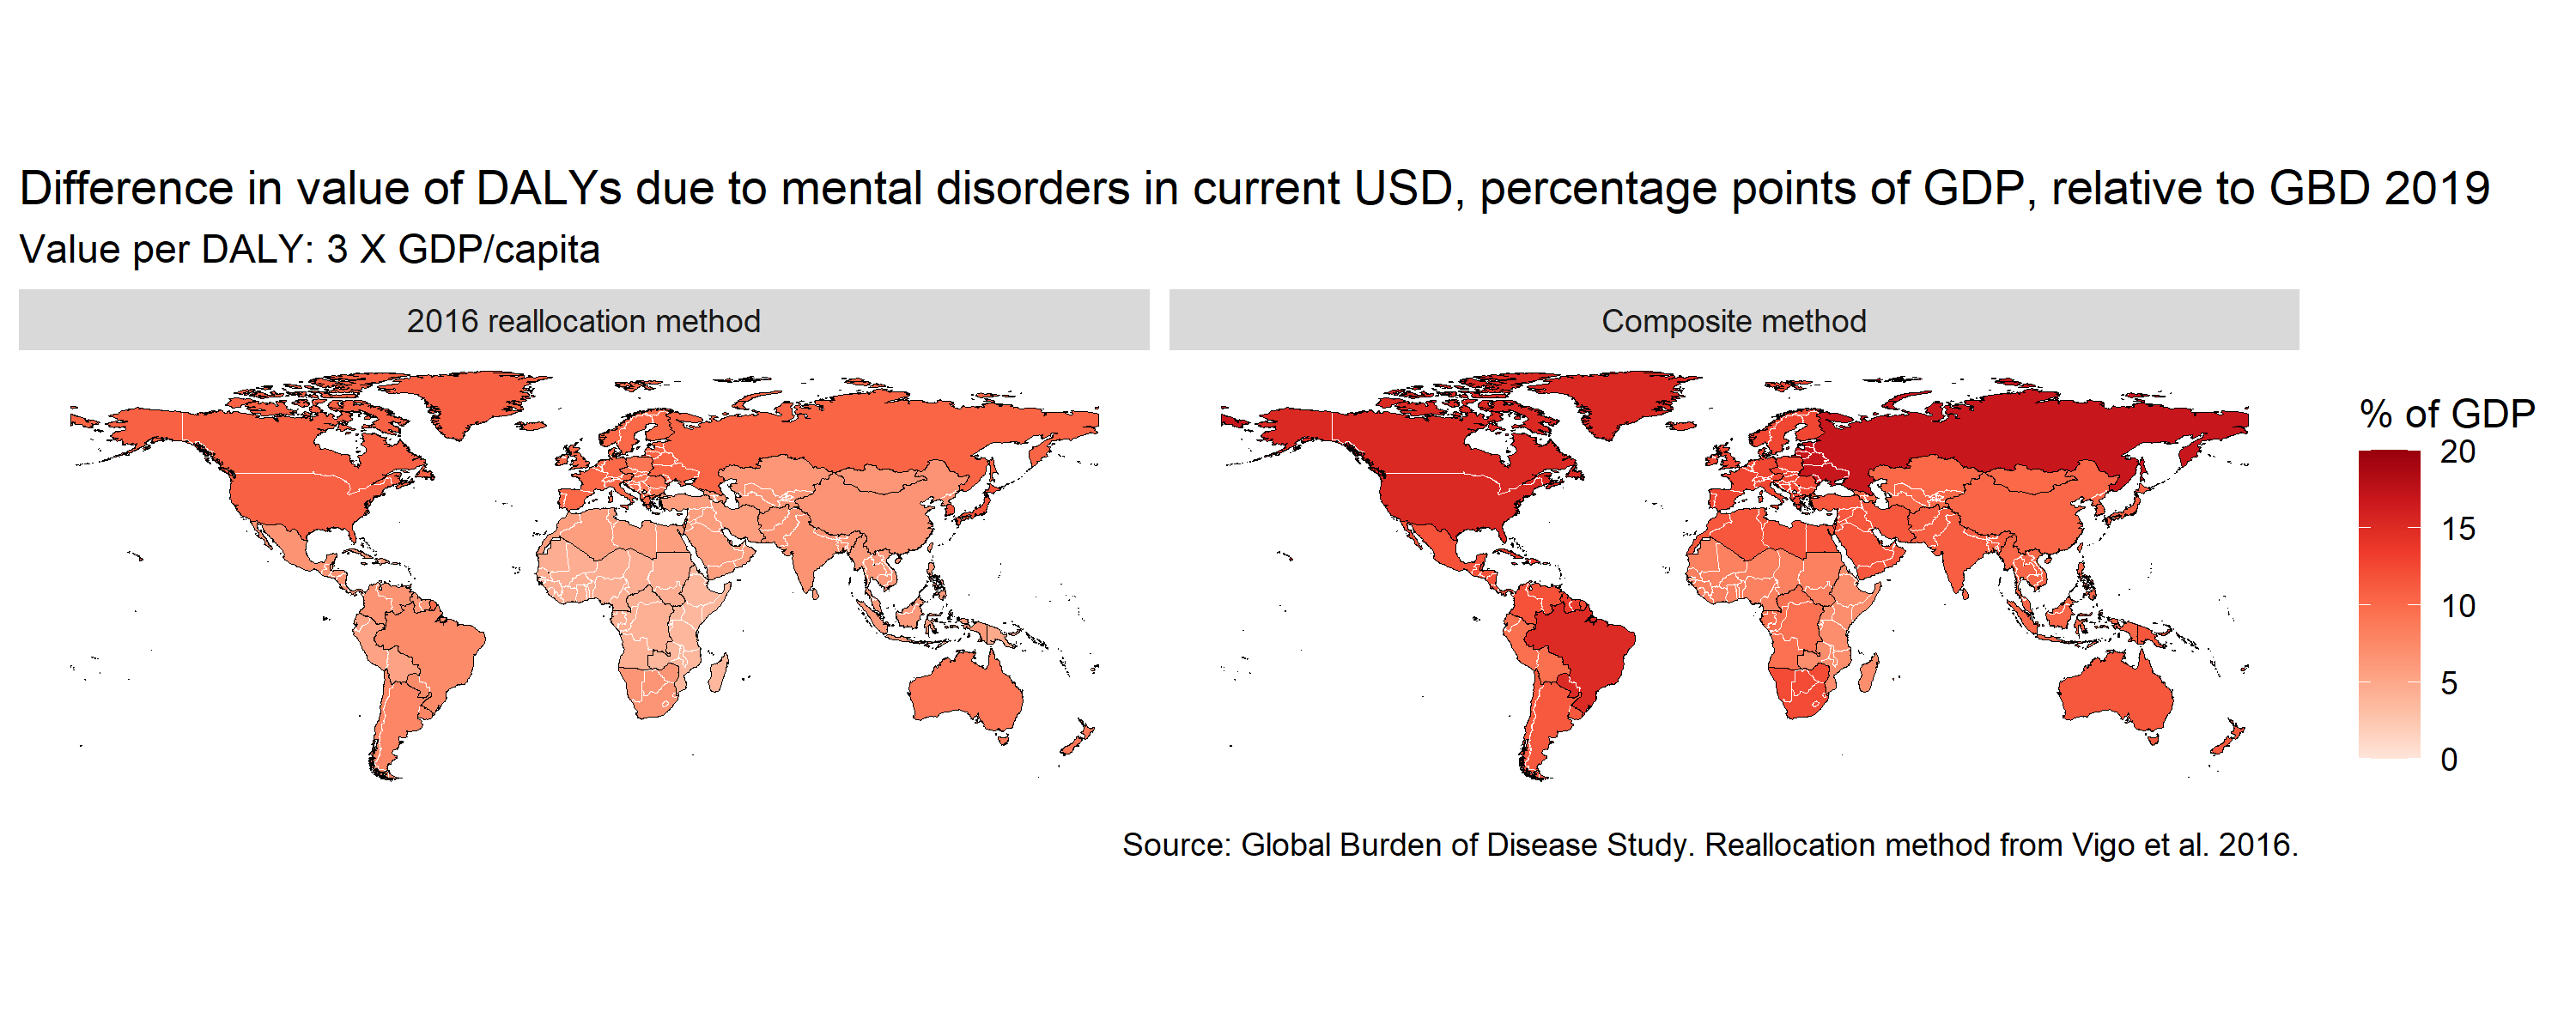 Difference in value of DALYs due to mental disorders in current USD, percentage points of GDP, relative to GBD 2019
Value per DALY: 3 X GDP/capita
2016 reallocation method
Composite method
% of GDP
20
15
10
5
0
Source: Global Burden of Disease Study. Reallocation method from Vigo et al. 2016.